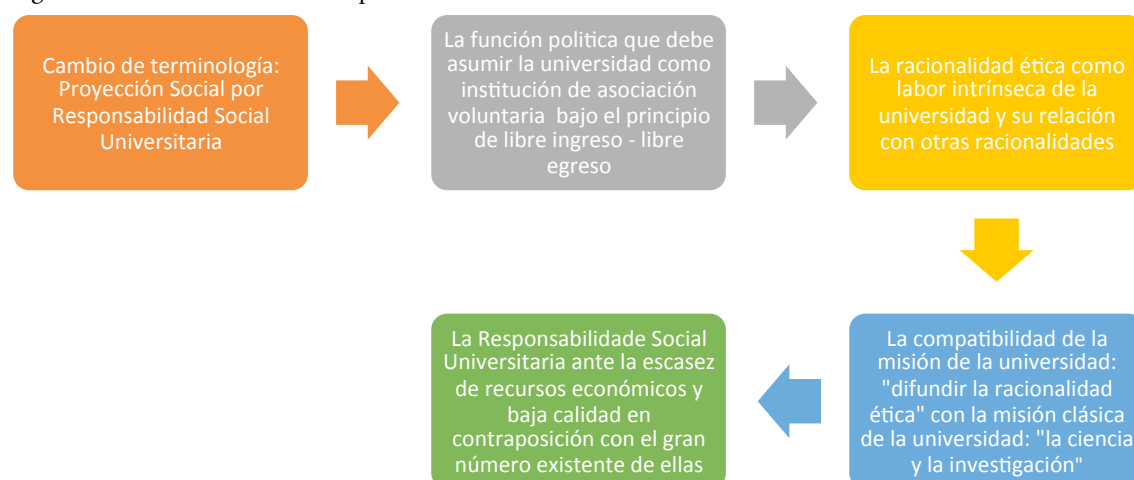 Cambio de terminología:
Proyección Social por
Responsabilidad Social
Universitaria
La función politica que debe
asumir la universidad como
institución de asociación
voluntaria bajo el principio
de libre ingreso - libre
egreso
La racionalidad ética como
labor intrínseca de la
universidad y su relación
con otras racionalidades
La compatibilidad de la
misión de la universidad:
"difundir la racionalidad
ética" con la misión clásica
de la universidad: "la ciencia
y la investigación"
La Responsabilidade Social
Universitaria ante la escasez
de recursos económicos y
baja calidad en
contraposición con el gran
número existente de ellas